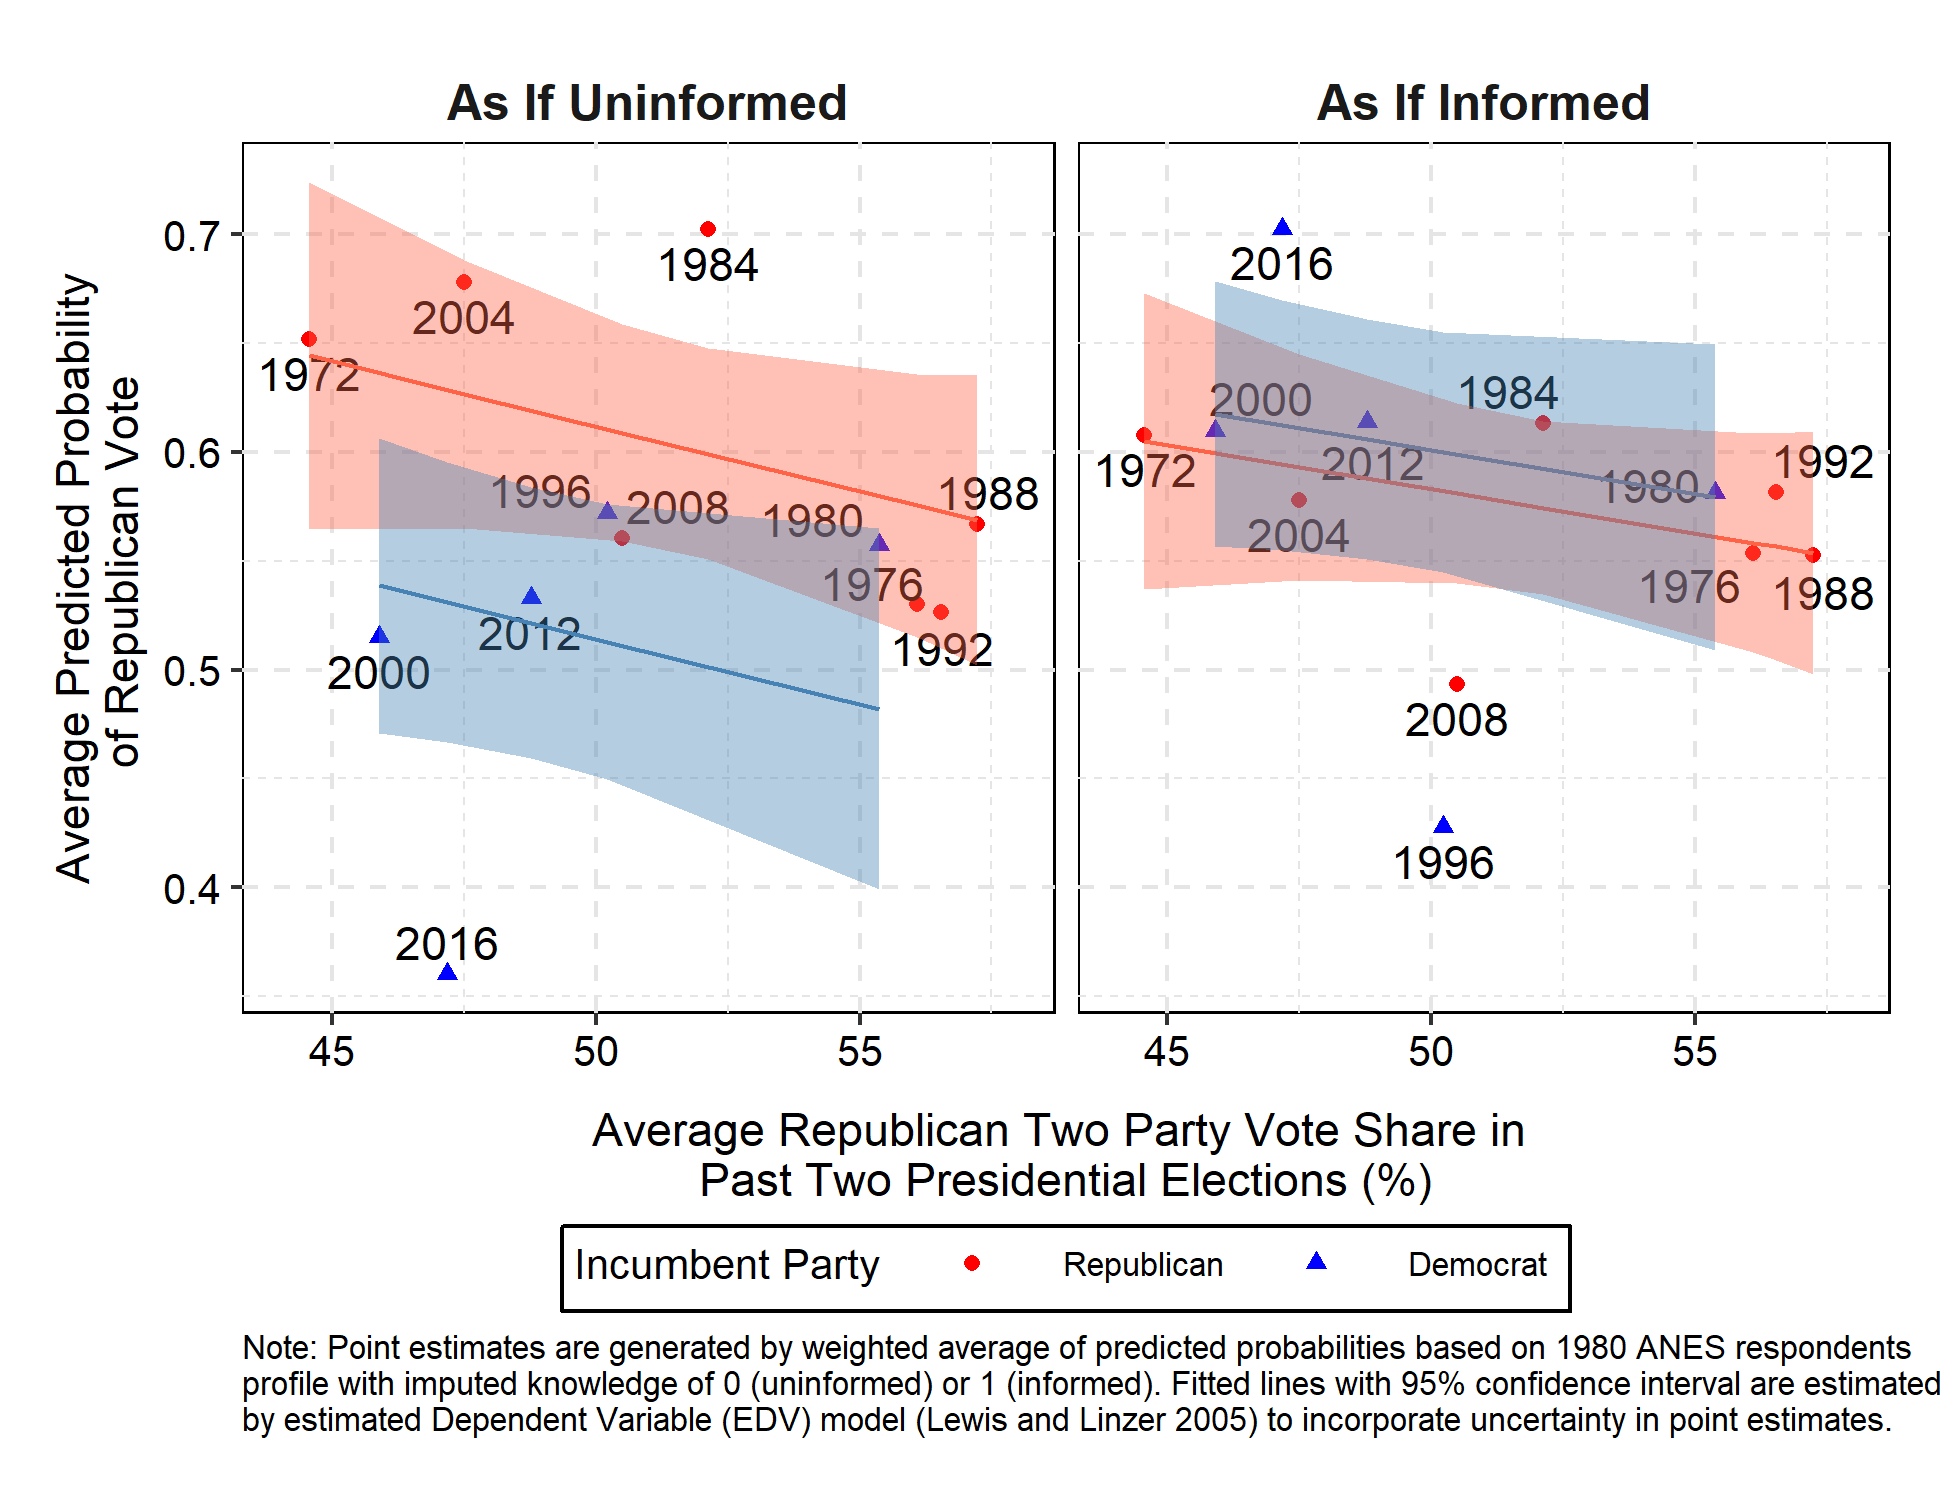 As If Uninformed
As If Informed
Average Predicted Probability
of Republican Vote
0.7
0.6
0.5
0.4
1984
2004
1972
1988
1996
2008
1980
1976
2012
1992
2000
2016
2016
1984
2000
1992
1972
2012
1980
2004
1976
1988
2008
1996
45
50
55
45
50
55
Average Republican Two Party Vote Share in
Past Two Presidential Elections (%)
Incumbent Party
Republican
Democrat
Note: Point estimates are generated by weighted average of predicted probabilities based on 1980 ANES respondents
profile with imputed knowledge of 0 (uninformed) or 1 (informed). Fitted lines with 95% confidence interval are estimated
by estimated Dependent Variable (EDV) model (Lewis and Linzer 2005) to incorporate uncertainty in point estimates.